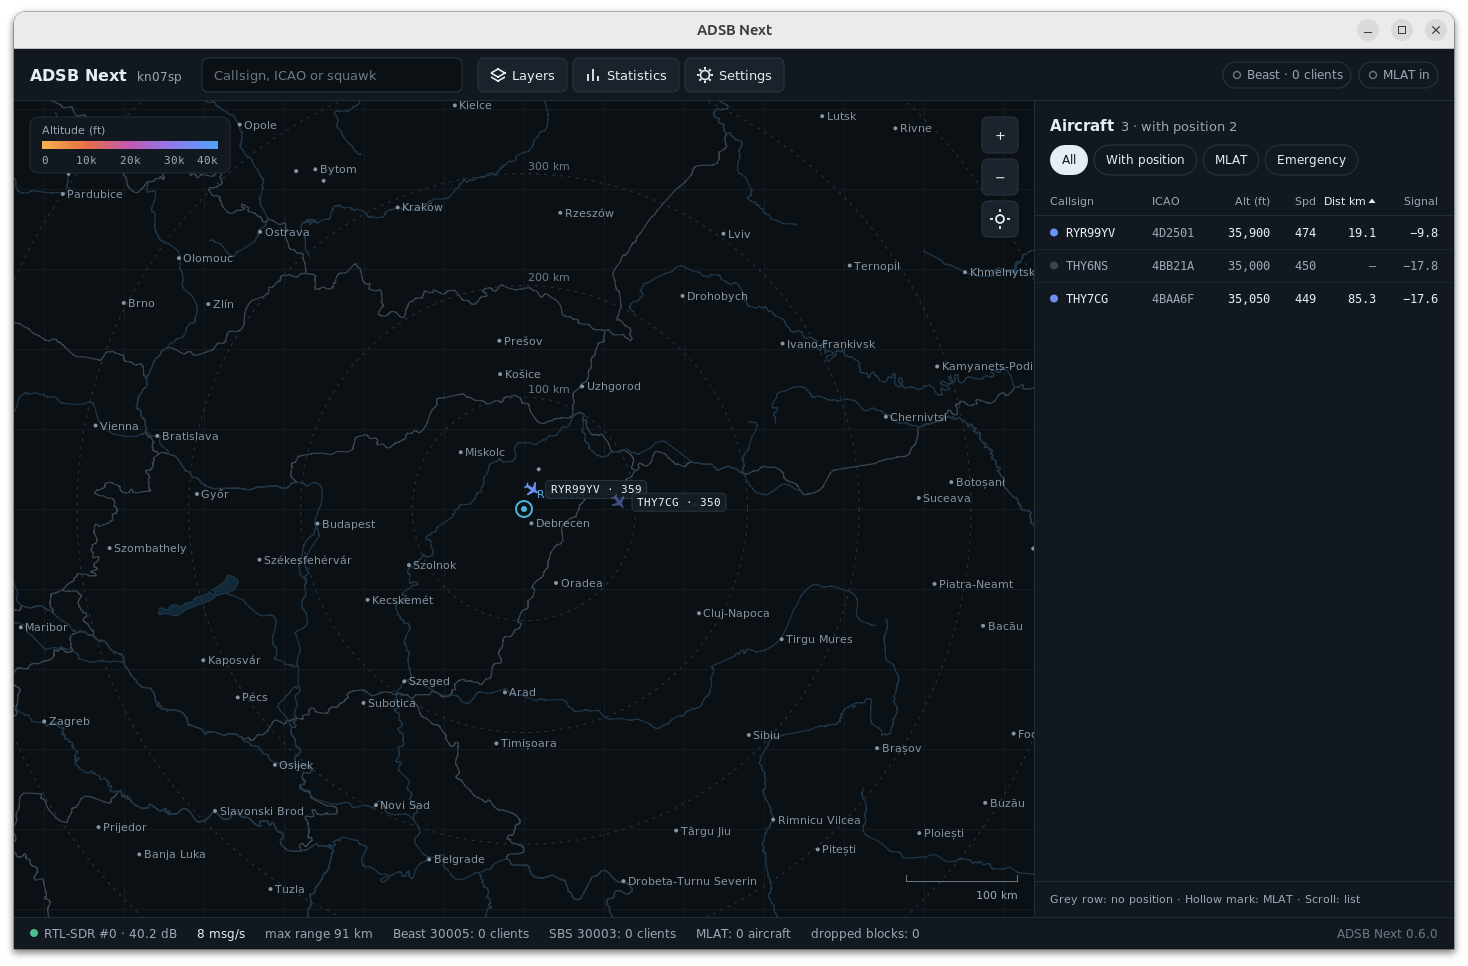 ADSB Next
ADSB Next kn07sp
Callsign, ICAO or squawk
Layers
Statistics
Settings
Beast · 0 clients
MLAT in
Altitude (ft)
0 10k 20k 30k 40k
+
−
300 km
200 km
100 km
Kielce
Lutsk
Rivne
Opole
Bytom
Pardubice
Kraków
Rzeszów
Ostrava
Lviv
Olomouc
Ternopil
Khmelnytsk
Brno
Zlín
Drohobych
Prešov
Ivano-Frankivsk
Košice
Uzhgorod
Kamyanets-Podi
Chernivtsi
Vienna
Bratislava
Miskolc
Botoșani
Győr
R
RYR99YV · 359
THY7CG · 350
Suceava
Budapest
Debrecen
Szombathely
Székesfehérvár
Szolnok
Oradea
Piatra-Neamt
Kecskemét
Cluj-Napoca
Maribor
Tirgu Mures
Bacău
Kaposvár
Szeged
Pécs
Arad
Subotica
Zagreb
Sibiu
Foc
Timișoara
Brașov
Osijek
Slavonski Brod
Novi Sad
Buzău
Prijedor
Târgu Jiu
Rimnicu Vilcea
Ploiești
Banja Luka
Belgrade
Pitești
Tuzla
Drobeta-Turnu Severin
100 km
Aircraft 3 · with position 2
All
With position
MLAT
Emergency
Callsign ICAO Alt (ft) Spd Dist km Signal
RYR99YV 4D2501 35,900 474 19.1 −9.8
THY6NS 4BB21A 35,000 450 — −17.8
THY7CG 4BAA6F 35,050 449 85.3 −17.6
Grey row: no position · Hollow mark: MLAT · Scroll: list
RTL-SDR #0 · 40.2 dB 8 msg/s max range 91 km Beast 30005: 0 clients SBS 30003: 0 clients MLAT: 0 aircraft dropped blocks: 0 ADSB Next 0.6.0